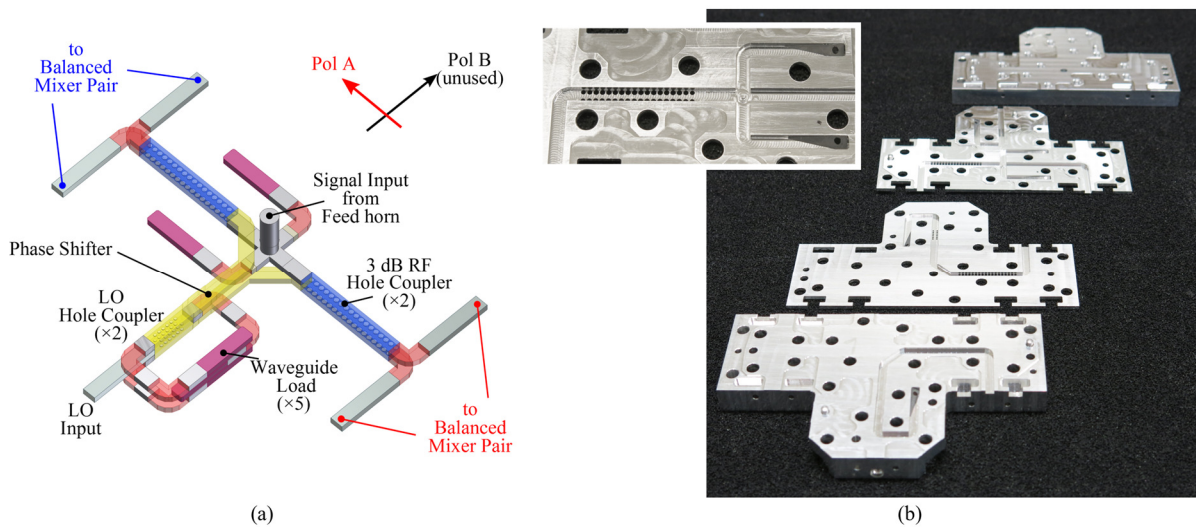 to
Balanced
Mixer Pair
Pol A
Pol B
(unused)
Signal Input
from
Feed horn
Phase Shifter
3 dB RF
Hole Coupler
(×2)
LO
Hole Coupler
(×2)
Waveguide
Load
(×5)
LO
Input
to
Balanced
Mixer Pair
(a)
(b)